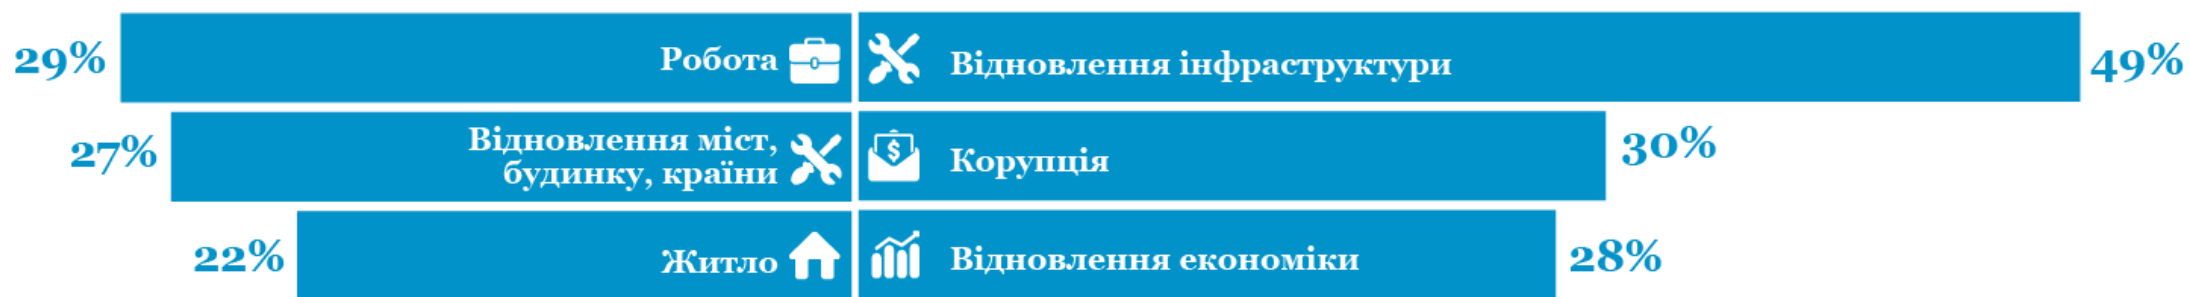 29% Робота Відновлення інфраструктури 49%
27% Відновлення міст,
будинку, країни Корупція 30%
22% Житло Відновлення економіки 28%